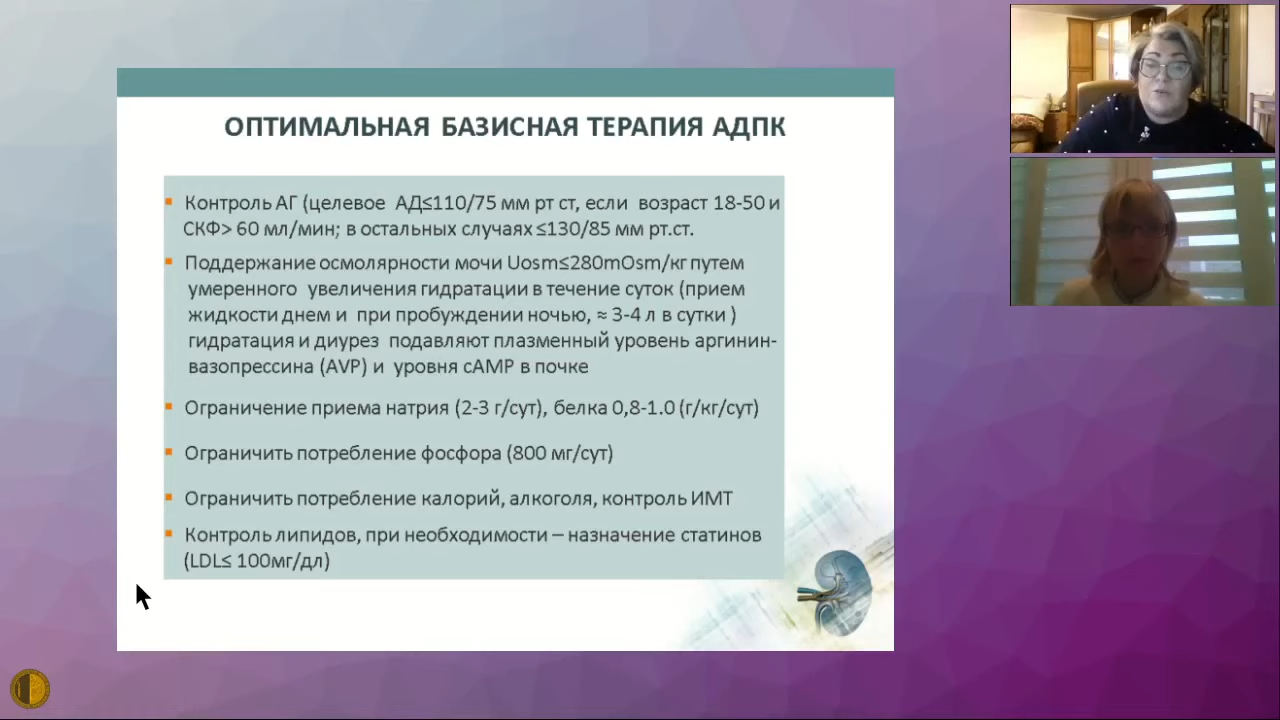 ОПТИМАЛЬНАЯ БАЗИСНАЯ ТЕРАПИЯ АДПК
Контроль АГ (целевое АД≤110/75 мм рт ст, если возраст 18-50 и
СКФ> 60 мл/мин; в остальных случаях ≤130/85 мм рт.ст.
Поддержание осмолярности мочи Uosm≤280mOsm/кг путем
умеренного увеличения гидратации в течение суток (прием
жидкости днем и при пробуждении ночью, ≈ 3-4 л в сутки )
гидратация и диурез подавляют плазменный уровень аргинин-
вазопрессина (AVP) и уровня cAMP в почке
Ограничение приема натрия (2-3 г/сут), белка 0,8-1.0 (г/кг/сут)
Ограничить потребление фосфора (800 мг/сут)
Ограничить потребление калорий, алкоголя, контроль ИМТ
Контроль липидов, при необходимости – назначение статинов
(LDL≤ 100мг/дл)